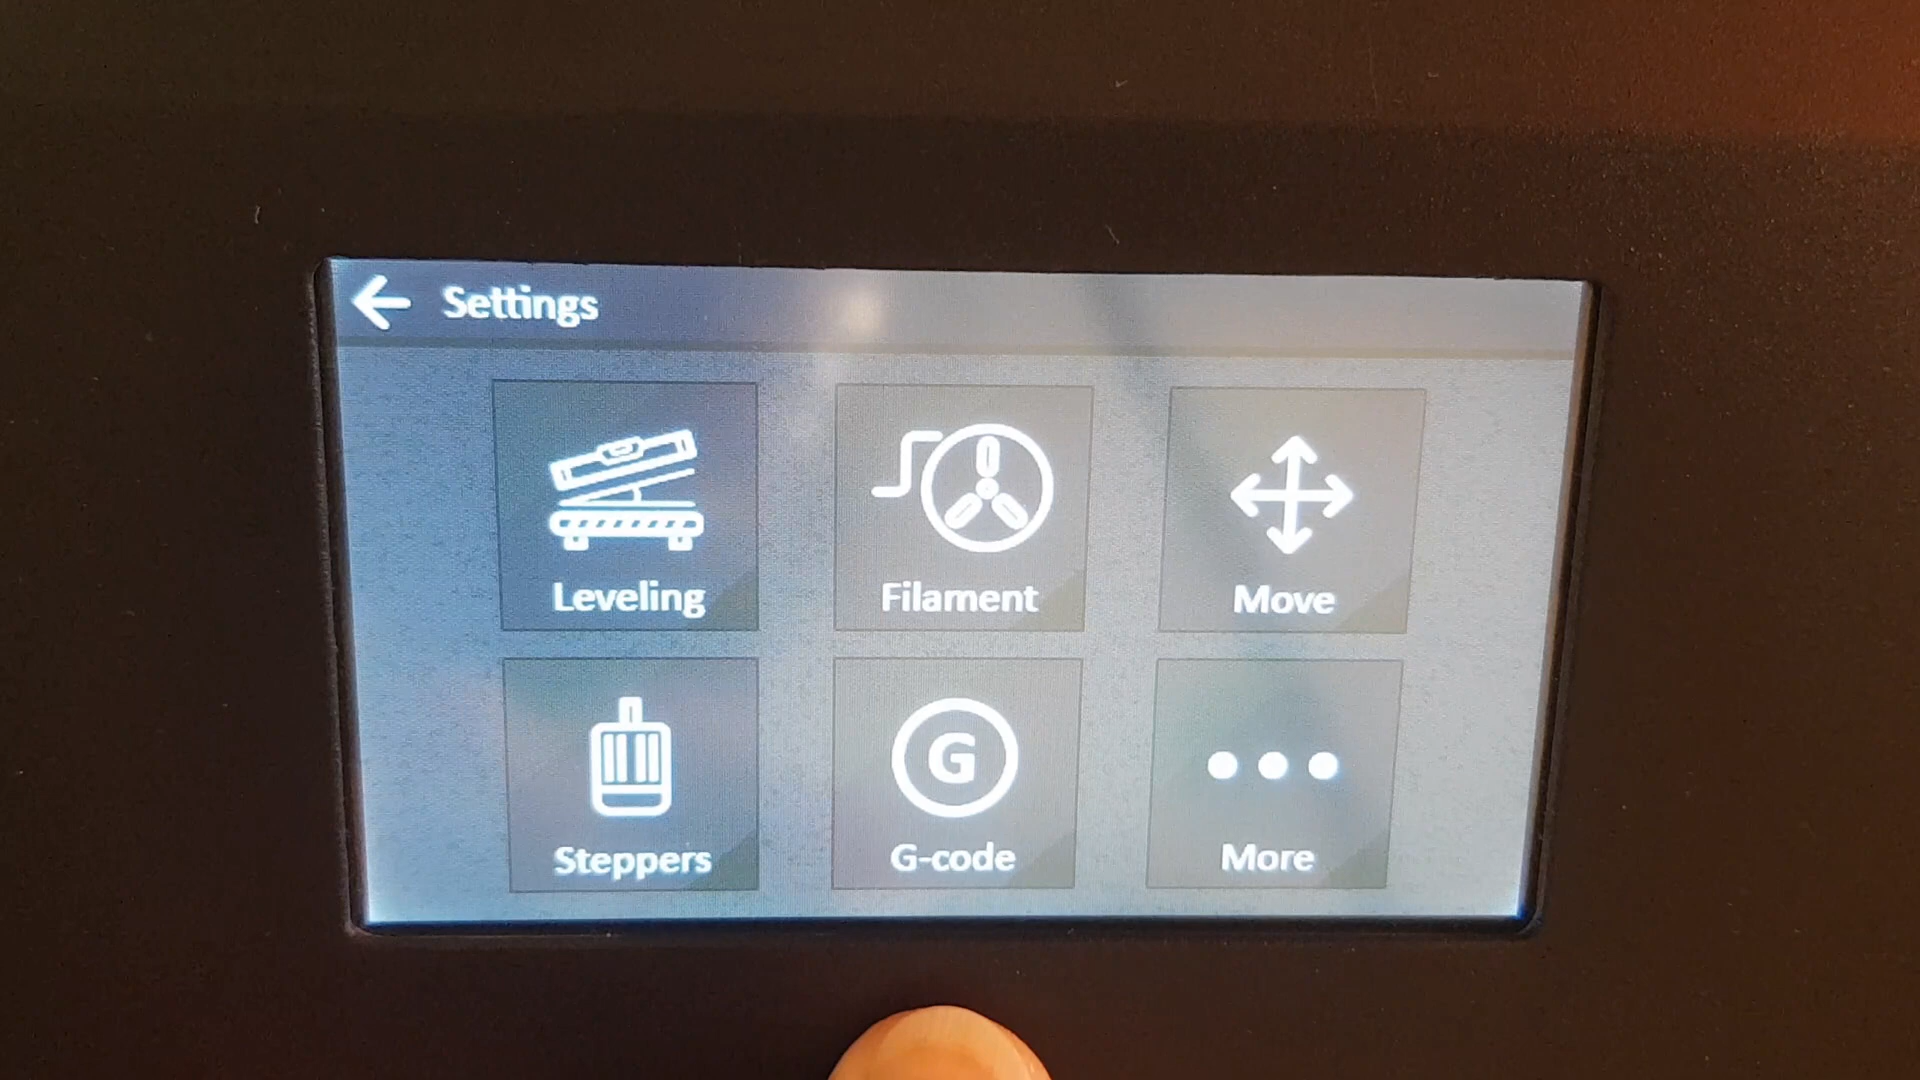 Settings
Leveling
Filament
Move
Steppers
G
G-code
More